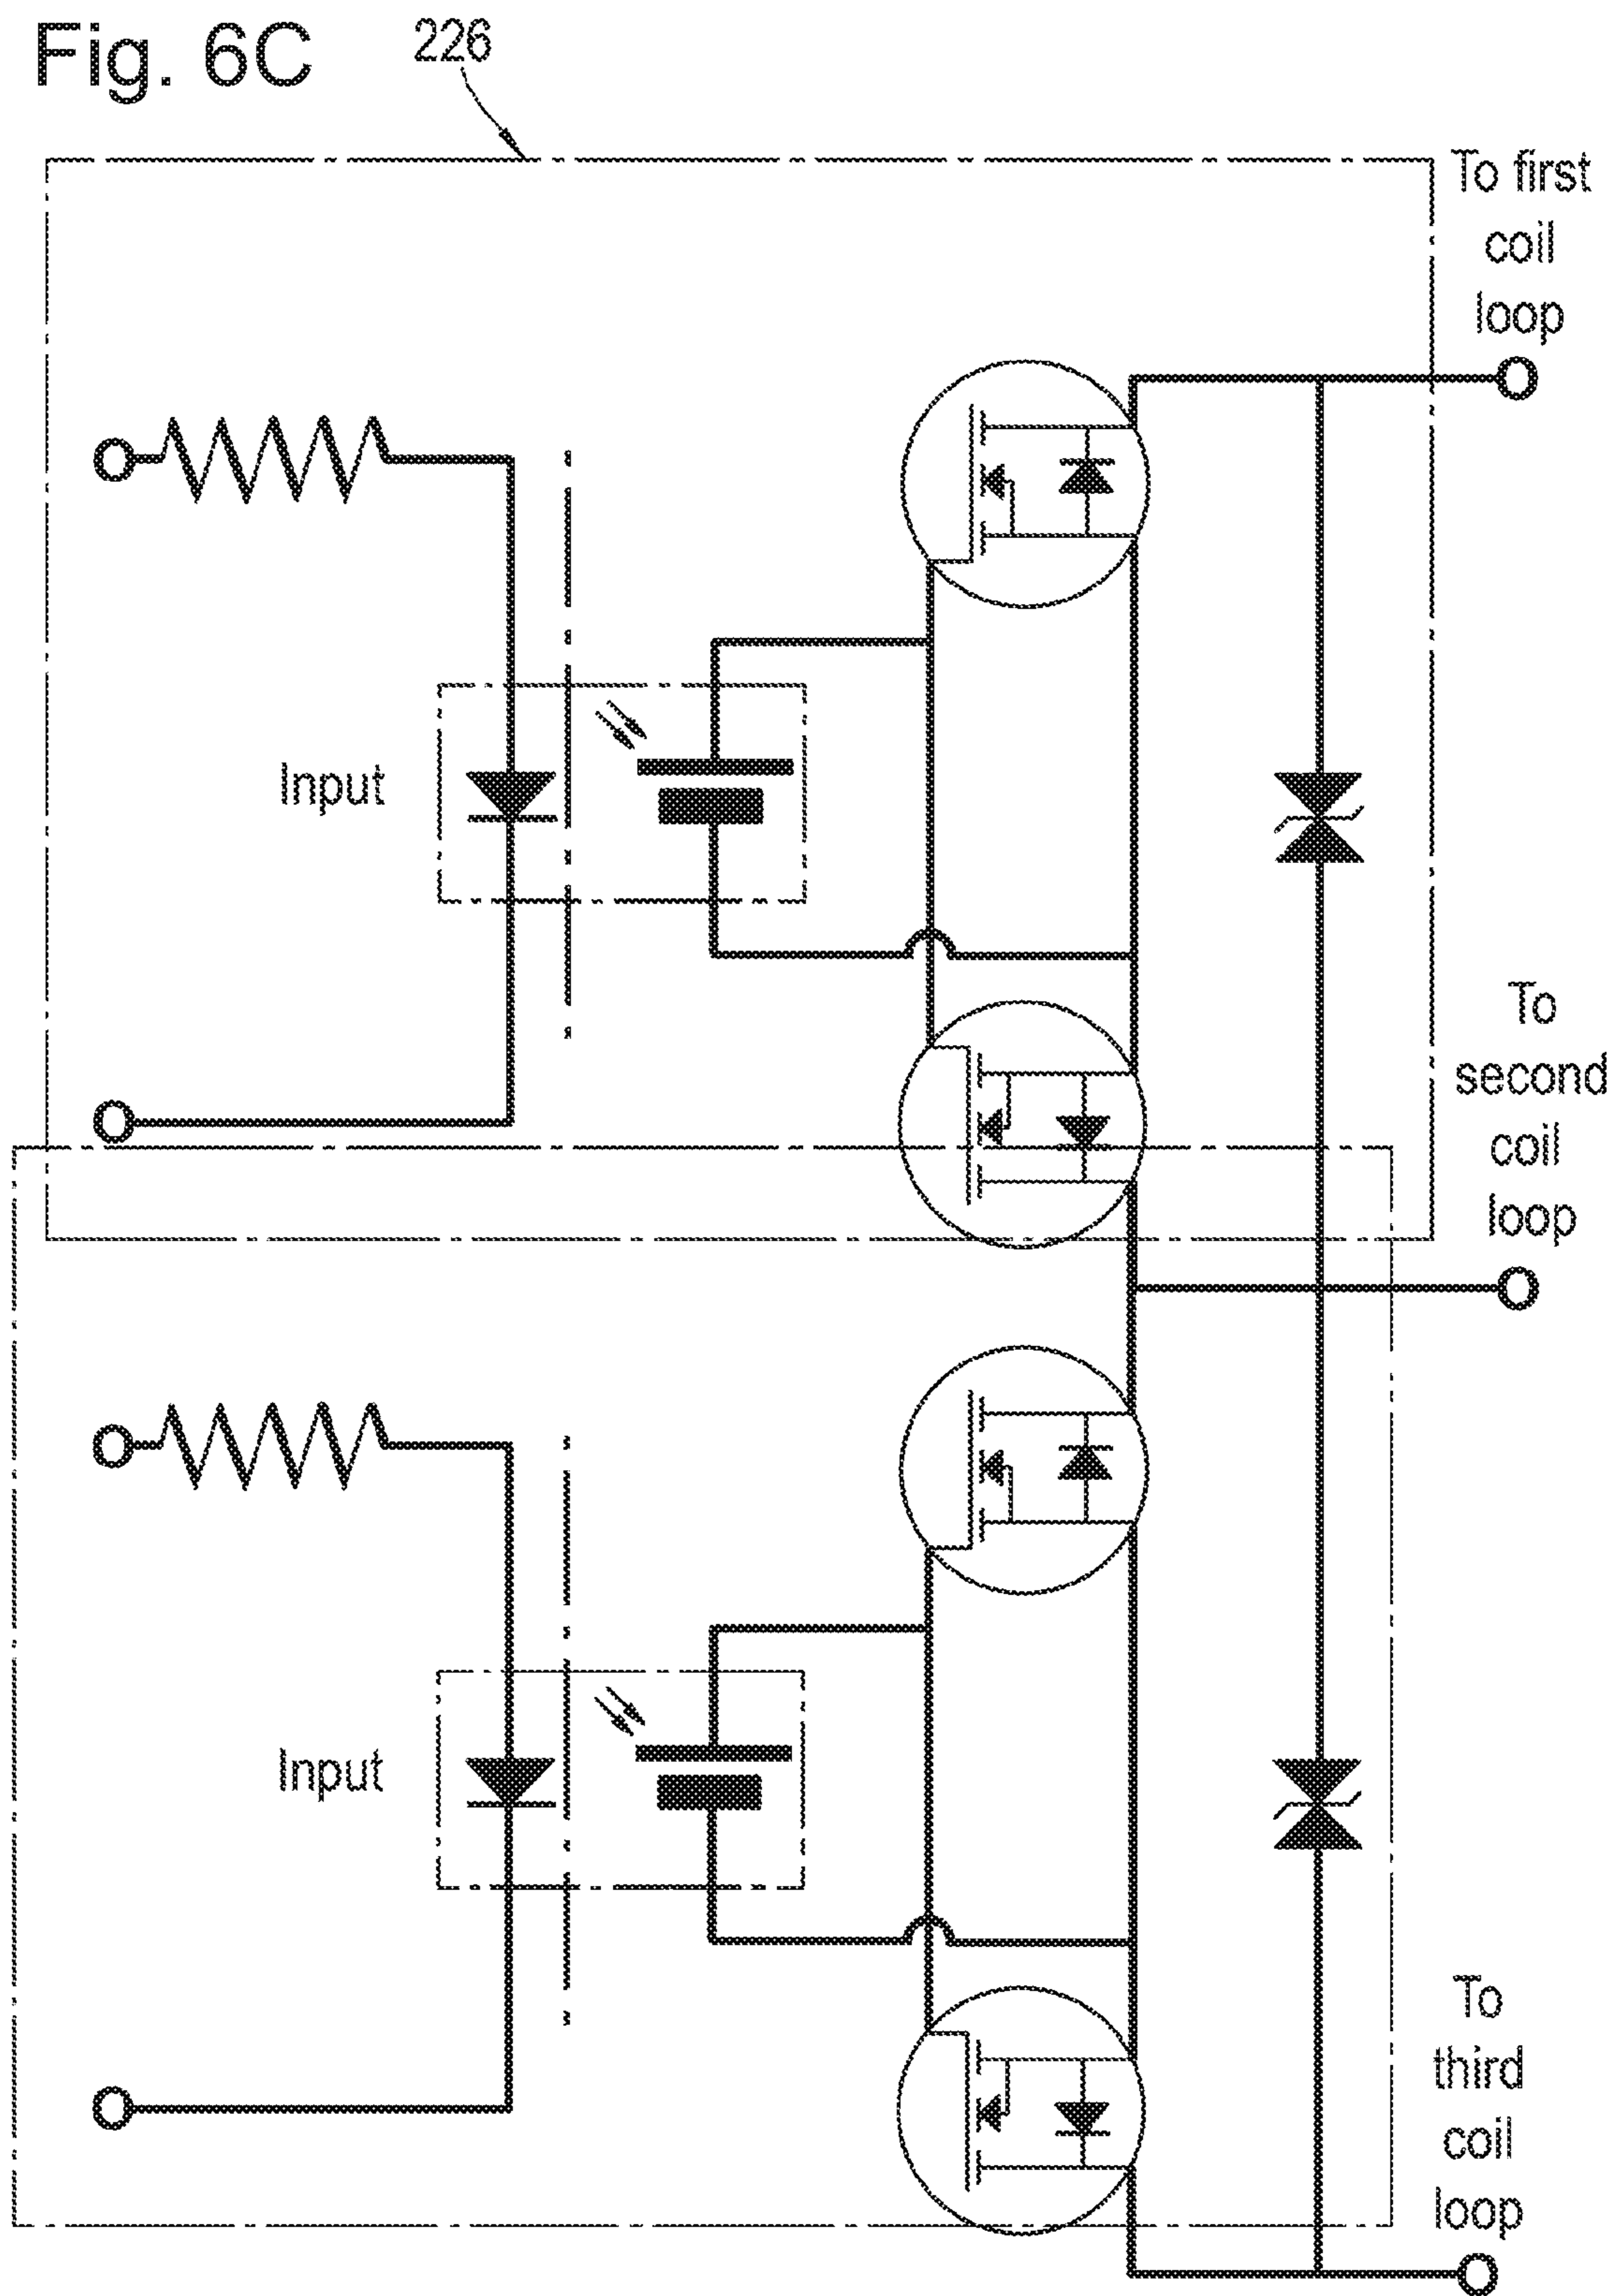 Fig. 6C
226
To first
coil
loop
Input
To
second
coil
loop
Input
To
third
coil
loop